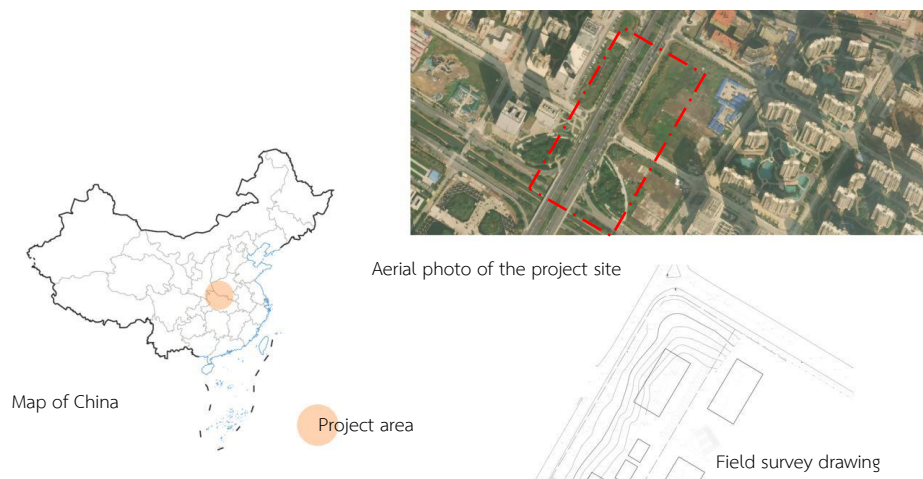 Aerial photo of the project site
Map of China
Project area
Field survey drawing